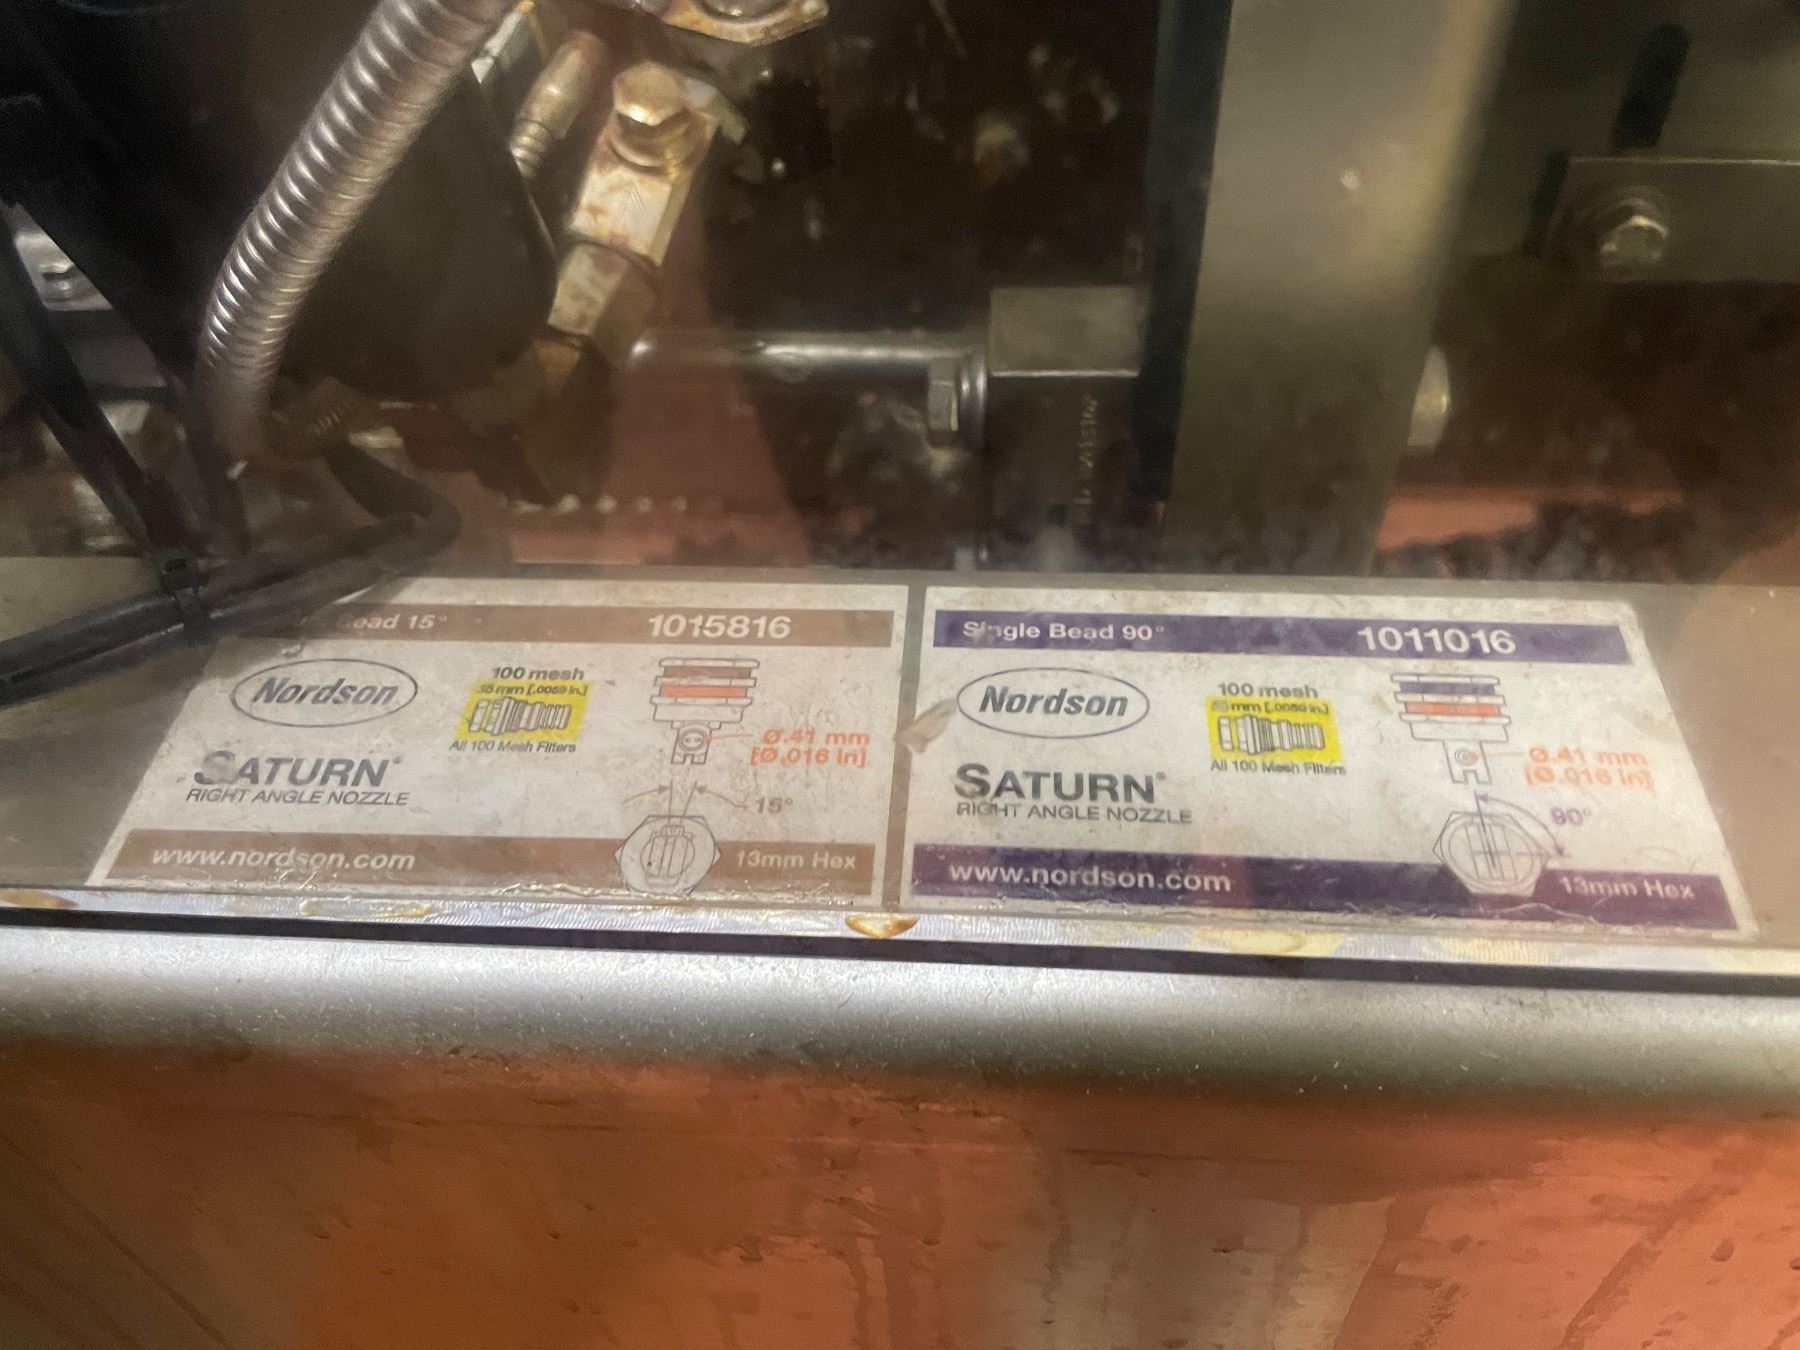 ead 15° 1015816
Nordson
100 mesh
All 100 Mesh Filters
Ø.41 mm
[Ø.016 in]
SATURN®
RIGHT ANGLE NOZZLE
15°
www.nordson.com
13mm Hex
Single Bead 90° 1011016
Nordson
100 mesh
All 100 Mesh Filters
Ø.41 mm
[Ø.016 in]
SATURN®
RIGHT ANGLE NOZZLE
90°
www.nordson.com
13mm Hex